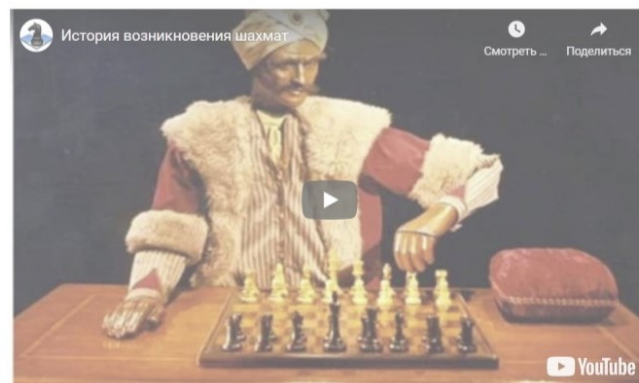 История возникновения шахмат
Смотреть ...
Поделиться
YouTube